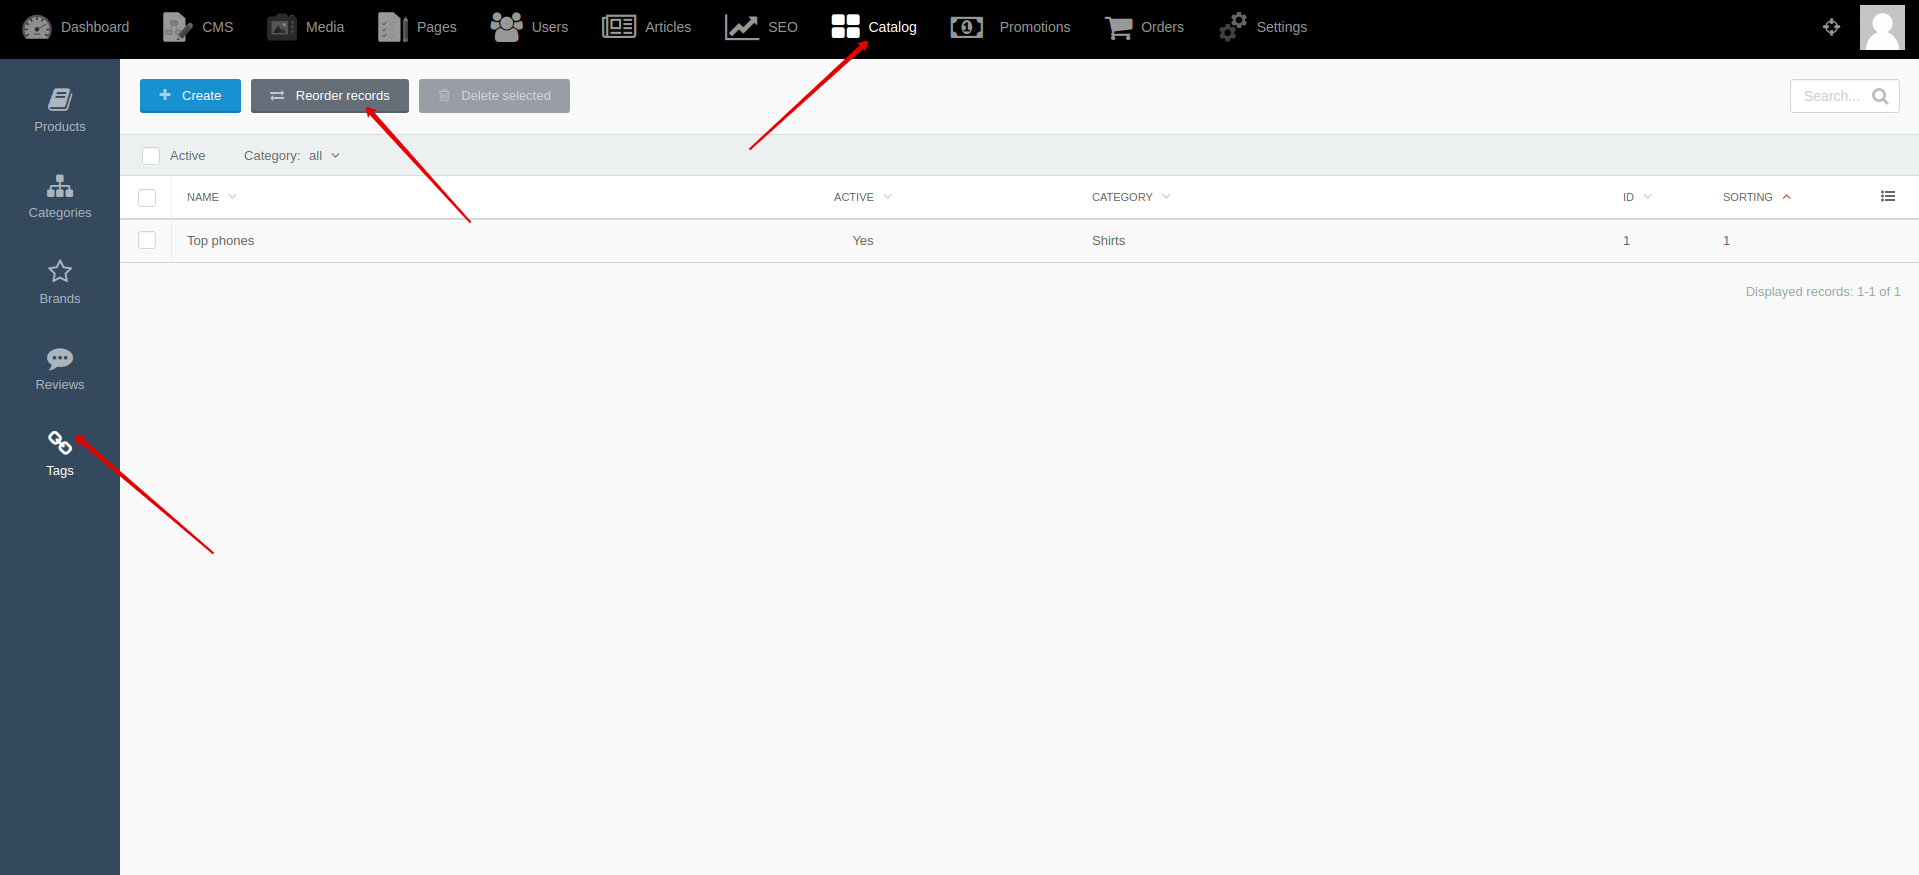 Dashboard CMS Media Pages Users Articles SEO Catalog Promotions Orders Settings
Products
Categories
Brands
Reviews
Tags
Create Reorder records Delete selected Search...
Active Category: all
NAME ACTIVE CATEGORY ID SORTING
Top phones Yes Shirts 1 1
Displayed records: 1-1 of 1